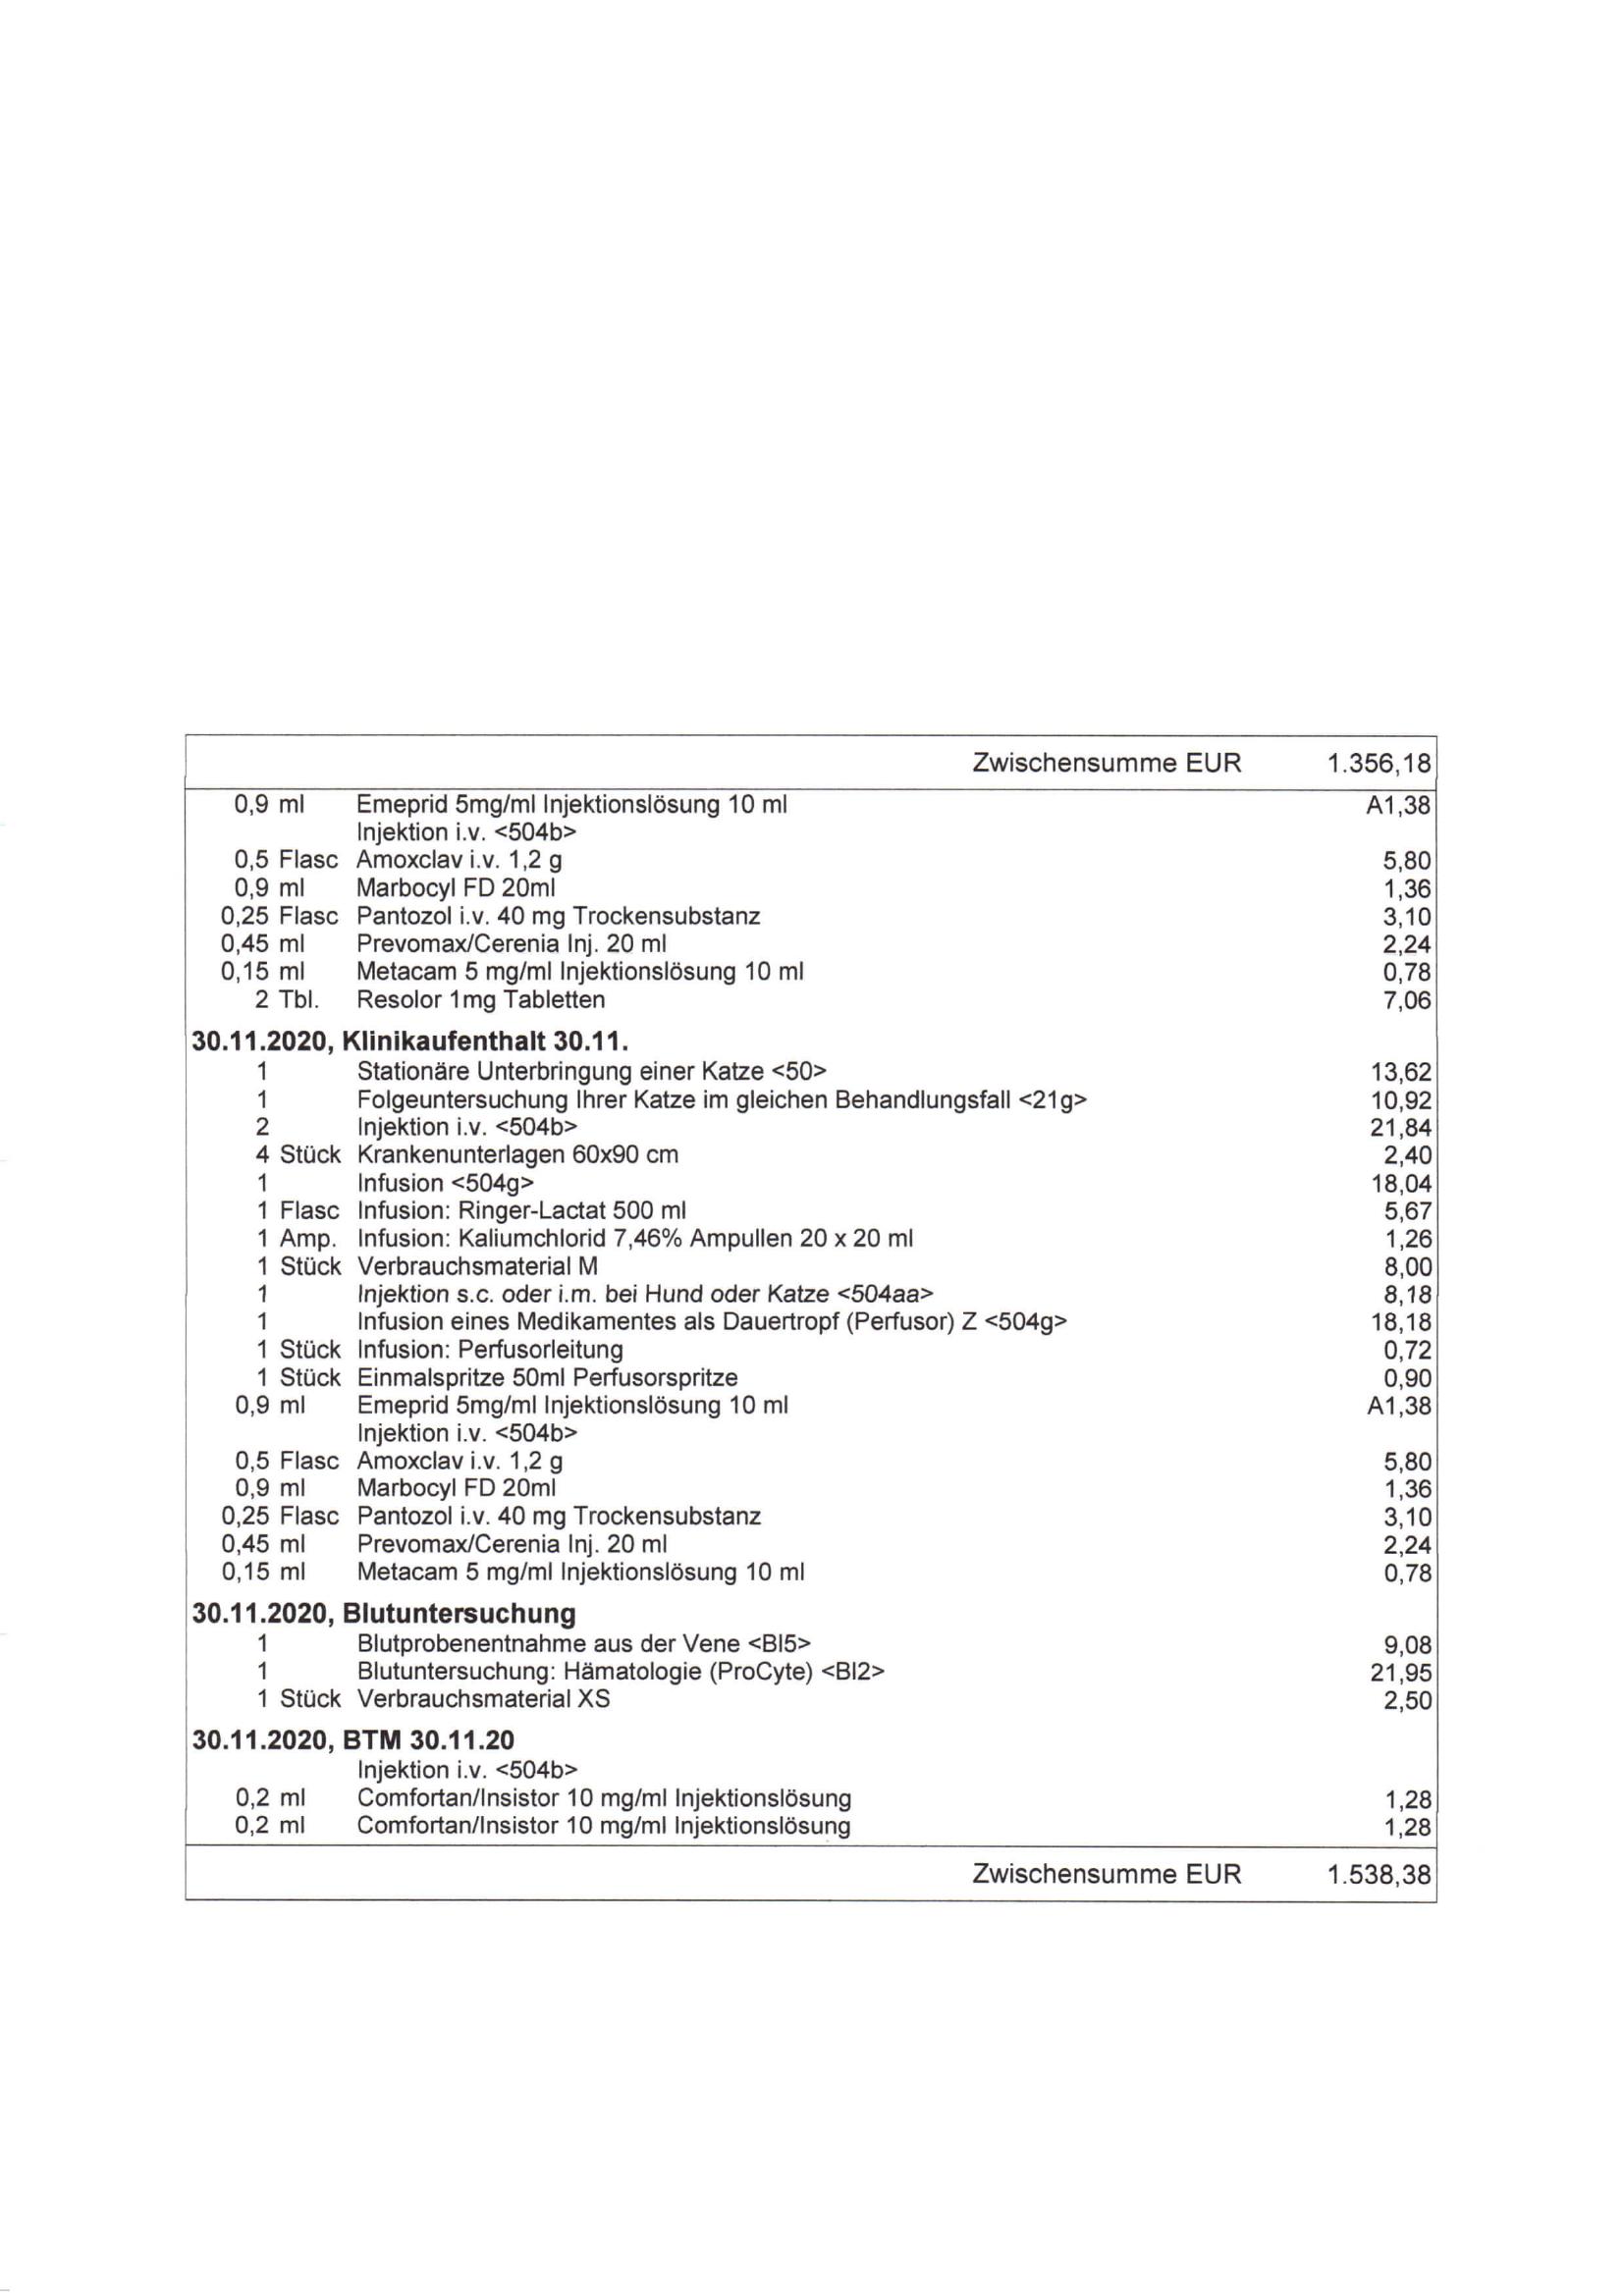 Zwischensumme EUR 1.356,18
0,9 ml Emeprid 5mg/ml Injektionslösung 10 ml A1,38
Injektion i.v. <504b>
0,5 Flasc Amoxclav i.v. 1,2 g 5,80
0,9 ml Marbocyl FD 20ml 1,36
0,25 Flasc Pantozol i.v. 40 mg Trockensubstanz 3,10
0,45 ml Prevomax/Cerenia Inj. 20 ml 2,24
0,15 ml Metacam 5 mg/ml Injektionslösung 10 ml 0,78
2 Tbl. Resolor 1mg Tabletten 7,06
30.11.2020, Klinikaufenthalt 30.11.
1 Stationäre Unterbringung einer Katze <50> 13,62
1 Folgeuntersuchung Ihrer Katze im gleichen Behandlungsfall <21g> 10,92
2 Injektion i.v. <504b> 21,84
4 Stück Krankenunterlagen 60x90 cm 2,40
1 Infusion <504g> 18,04
1 Flasc Infusion: Ringer-Lactat 500 ml 5,67
1 Amp. Infusion: Kaliumchlorid 7,46% Ampullen 20 x 20 ml 1,26
1 Stück Verbrauchsmaterial M 8,00
1 Injektion s.c. oder i.m. bei Hund oder Katze <504aa> 8,18
1 Infusion eines Medikamentes als Dauertropf (Perfusor) Z <504g> 18,18
1 Stück Infusion: Perfusorleitung 0,72
1 Stück Einmalspritze 50ml Perfusorspritze 0,90
0,9 ml Emeprid 5mg/ml Injektionslösung 10 ml A1,38
Injektion i.v. <504b>
0,5 Flasc Amoxclav i.v. 1,2 g 5,80
0,9 ml Marbocyl FD 20ml 1,36
0,25 Flasc Pantozol i.v. 40 mg Trockensubstanz 3,10
0,45 ml Prevomax/Cerenia Inj. 20 ml 2,24
0,15 ml Metacam 5 mg/ml Injektionslösung 10 ml 0,78
30.11.2020, Blutuntersuchung
1 Blutprobenentnahme aus der Vene <BI5> 9,08
1 Blutuntersuchung: Hämatologie (ProCyte) <BI2> 21,95
1 Stück Verbrauchsmaterial XS 2,50
30.11.2020, BTM 30.11.20
Injektion i.v. <504b>
0,2 ml Comfortan/Insistor 10 mg/ml Injektionslösung 1,28
0,2 ml Comfortan/Insistor 10 mg/ml Injektionslösung 1,28
Zwischensumme EUR 1.538,38